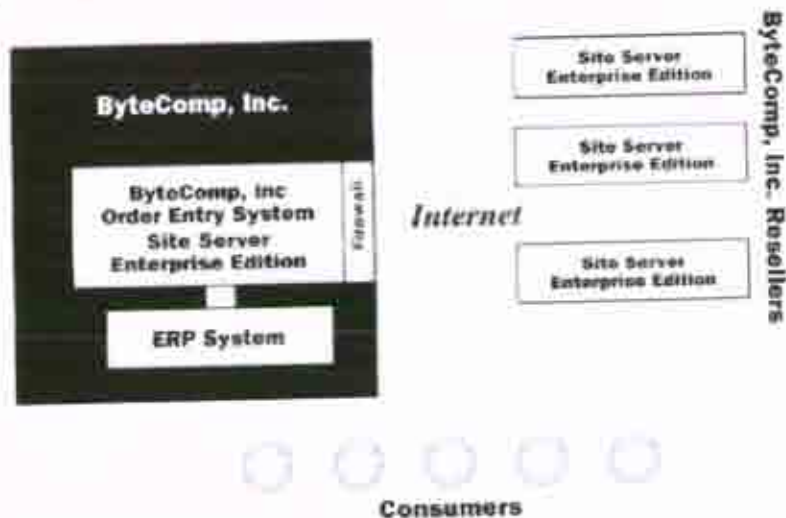 ByteComp, Inc.
ByteComp, Inc
Order Entry System
Site Server
Enterprise Edition
Firewall
ERP System
Internet
Site Server
Enterprise Edition
Site Server
Enterprise Edition
Site Server
Enterprise Edition
ByteComp, Inc. Resellers
Consumers